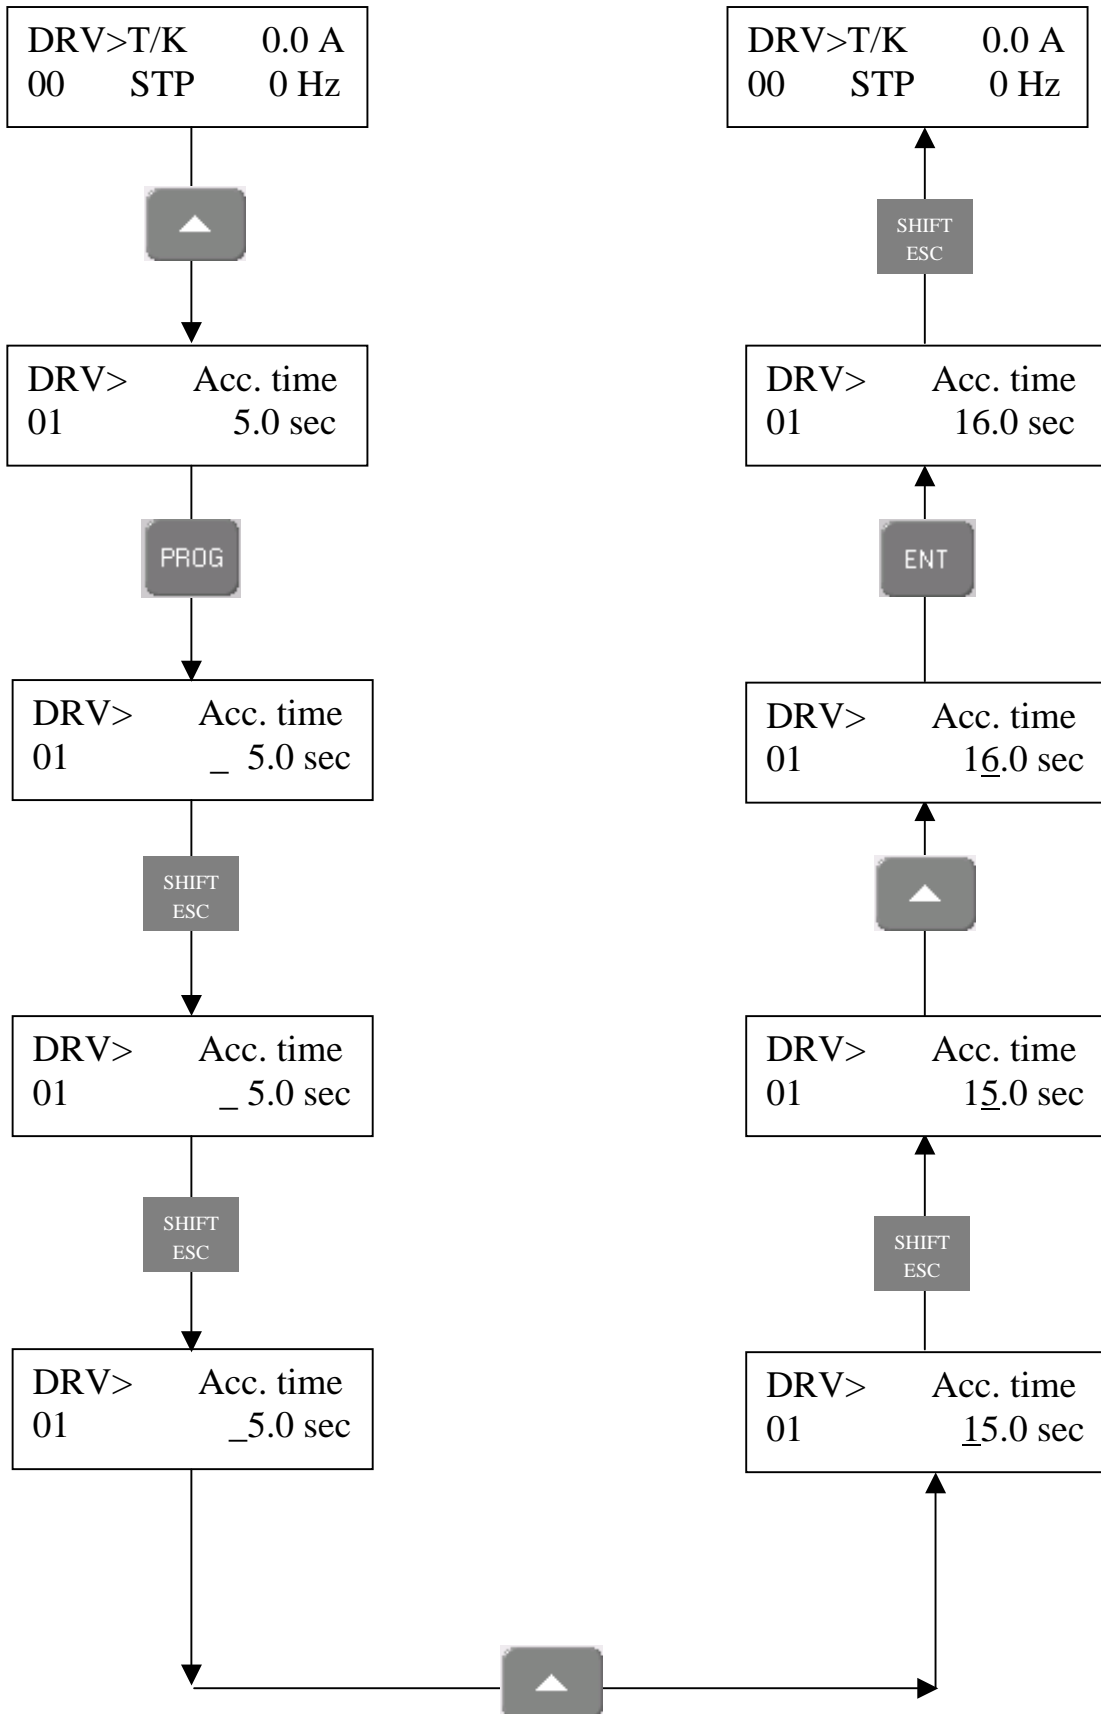 DRV>T/K 0.0 A
00 STP 0 Hz
DRV> Acc. time
01 5.0 sec
PROG
DRV> Acc. time
01 _ 5.0 sec
SHIFT
ESC
DRV> Acc. time
01 _ 5.0 sec
SHIFT
ESC
DRV> Acc. time
01 _5.0 sec
DRV> Acc. time
01 15.0 sec
SHIFT
ESC
DRV> Acc. time
01 15.0 sec
DRV> Acc. time
01 16.0 sec
ENT
DRV> Acc. time
01 16.0 sec
SHIFT
ESC
DRV>T/K 0.0 A
00 STP 0 Hz